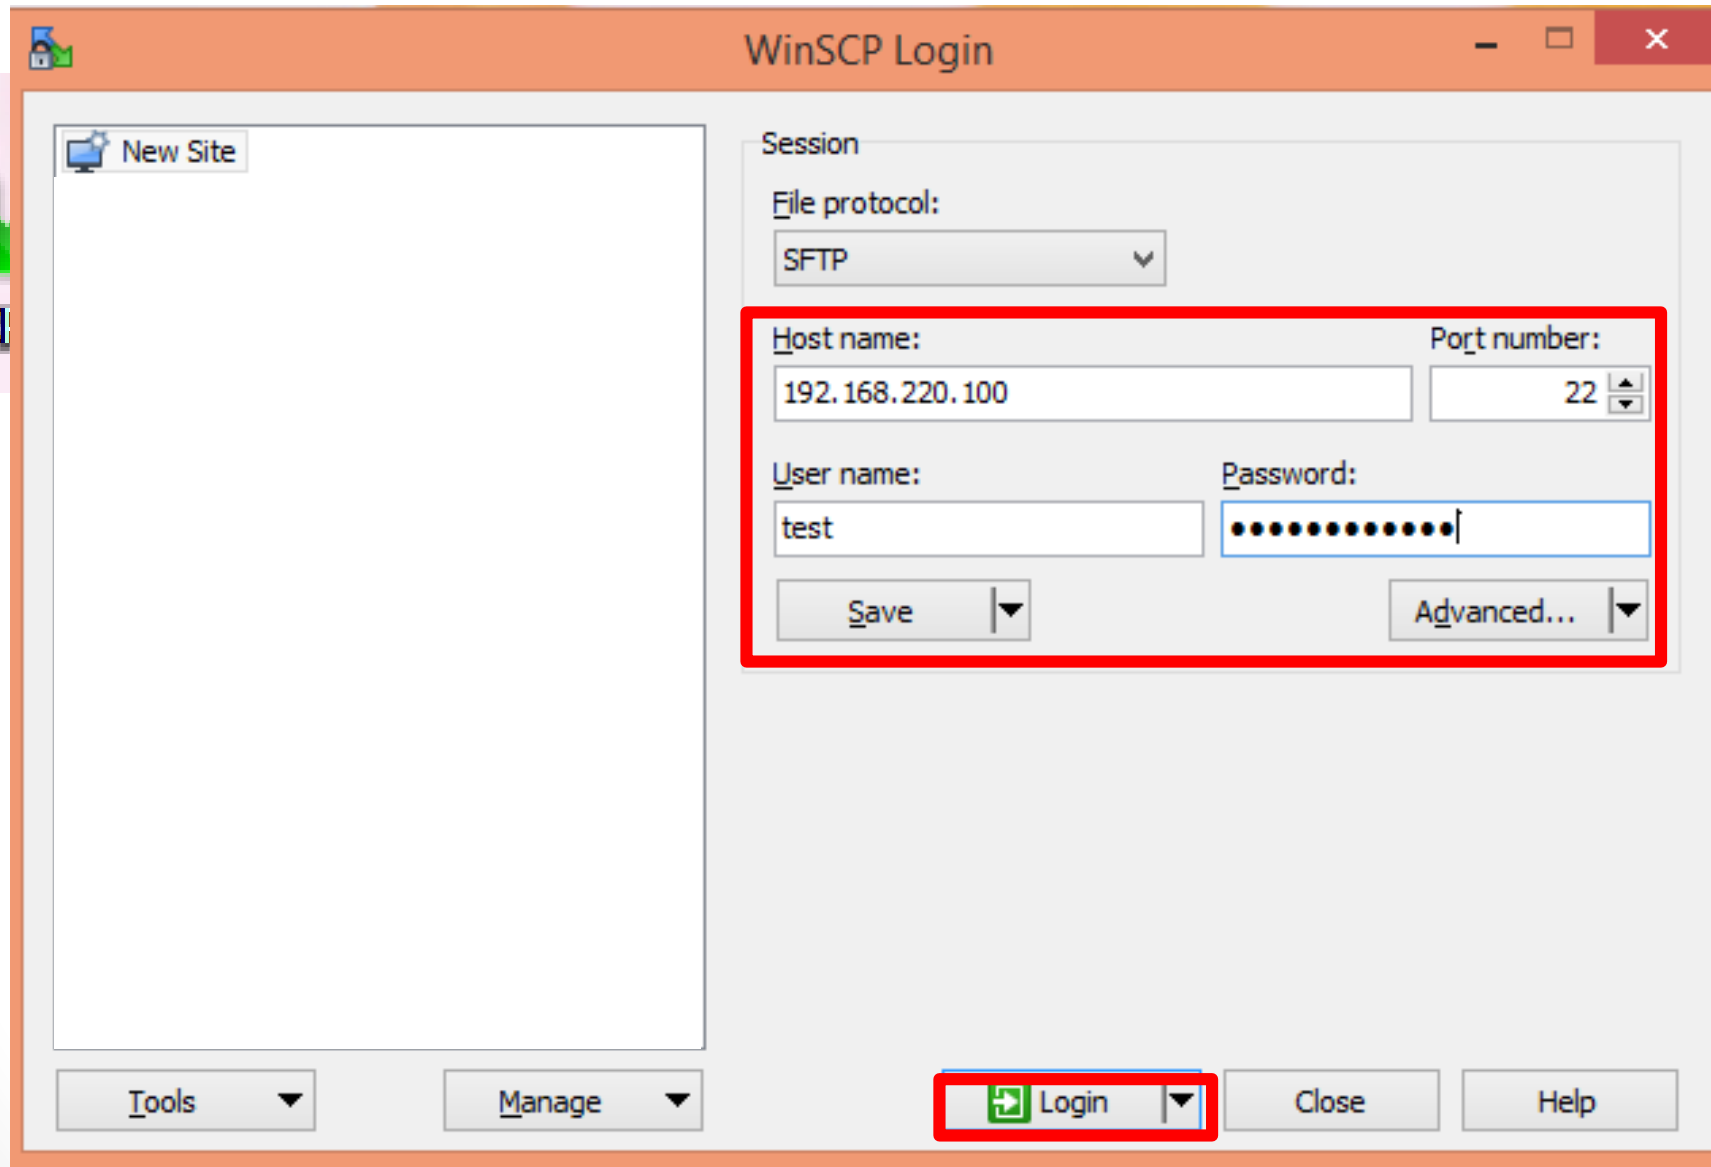 WinSCP Login
New Site
Session
File protocol:
SFTP
Host name:
Port number:
192.168.220.100
22
User name:
Password:
test
••••••••••••
Save
Advanced...
Tools
Manage
Login
Close
Help